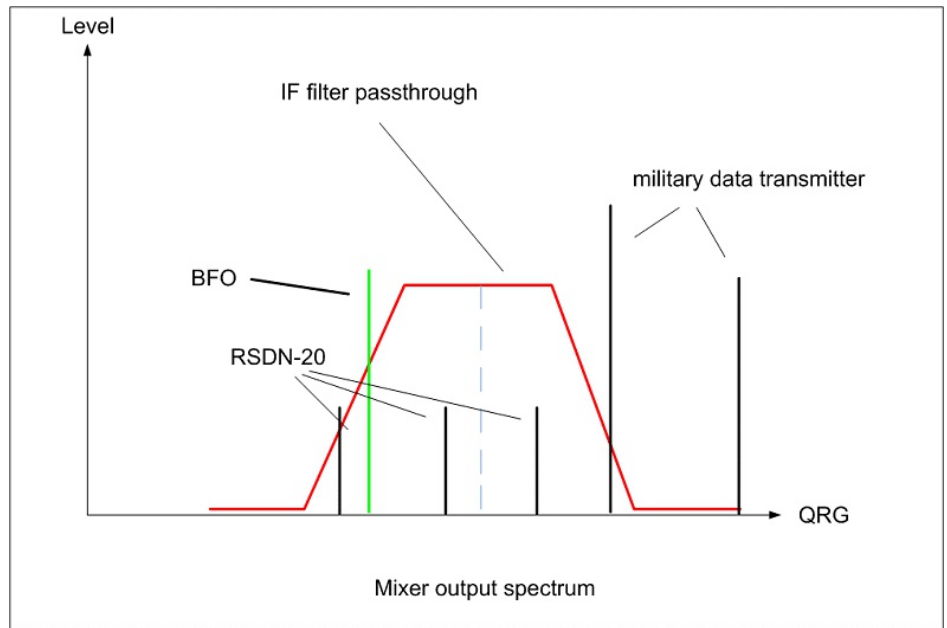 Level
IF filter passthrough
military data transmitter
BFO
RSDN-20
QRG
Mixer output spectrum